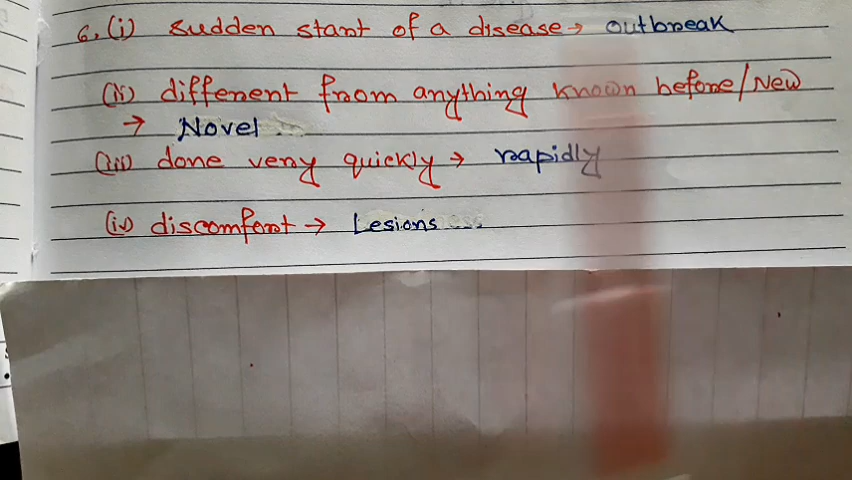 6. (i) sudden start of a disease → outbreak
(ii) different from anything known before/New
→ Novel
(iii) done very quickly → rapidly
(iv) discomfort → Lesions